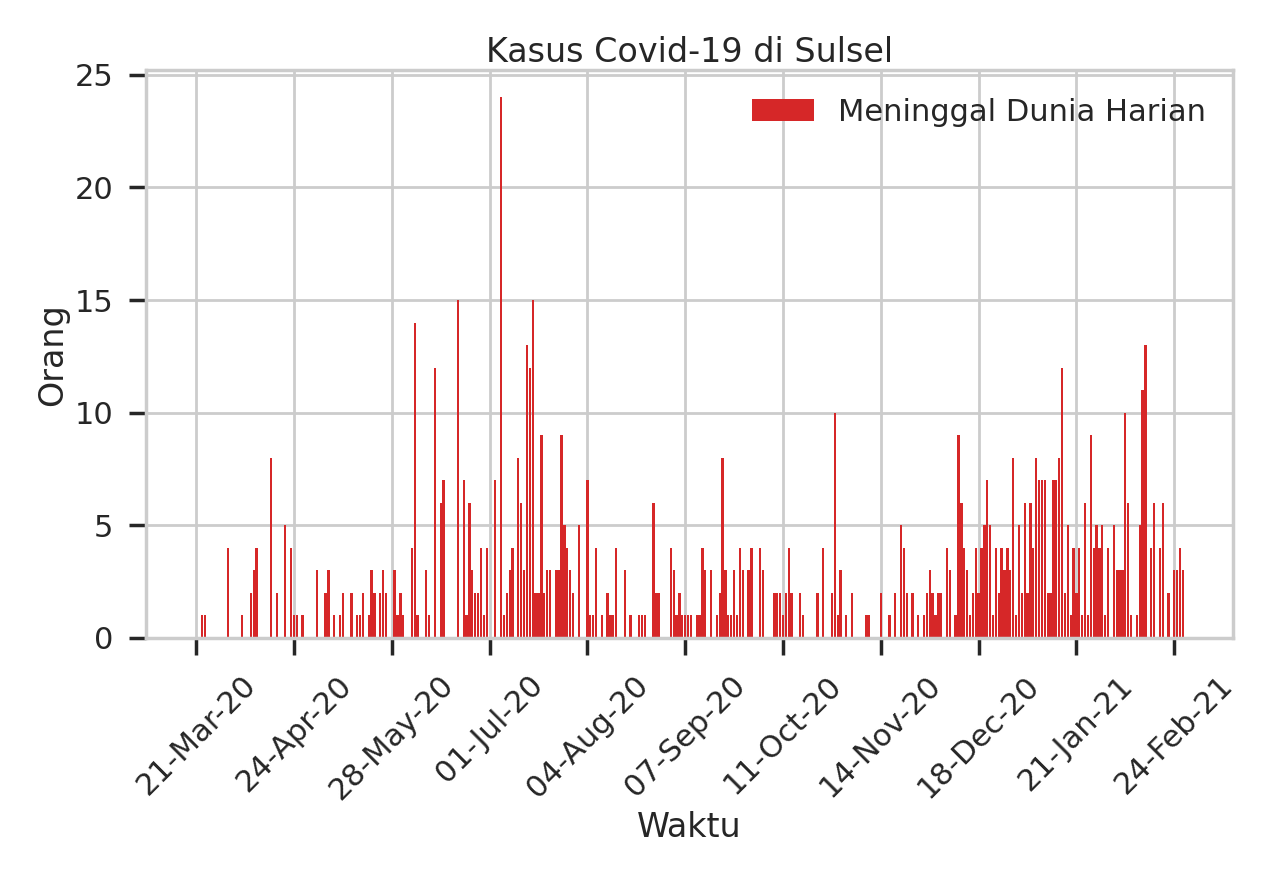 Kasus Covid-19 di Sulsel
Meninggal Dunia Harian
Orang
25
20
15
10
5
0
21-Mar-20
24-Apr-20
28-May-20
01-Jul-20
04-Aug-20
07-Sep-20
11-Oct-20
14-Nov-20
18-Dec-20
21-Jan-21
24-Feb-21
Waktu